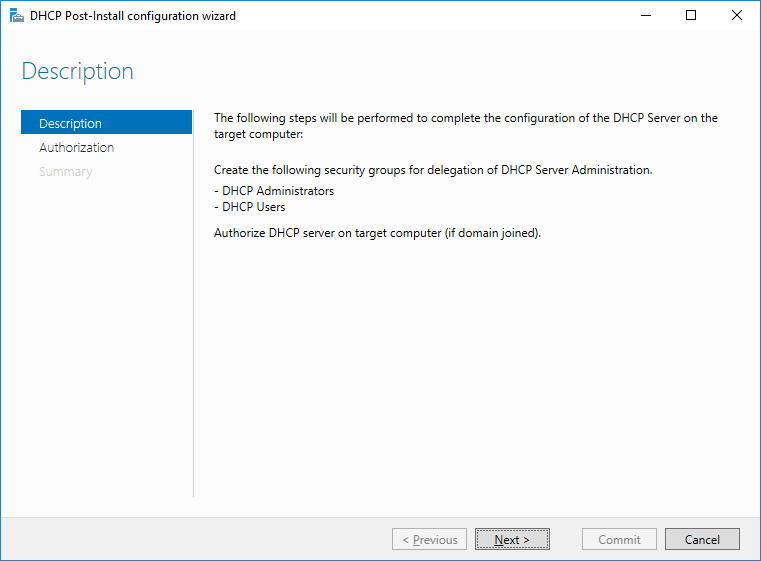 DHCP Post-Install configuration wizard
Description
Description
Authorization
Summary
The following steps will be performed to complete the configuration of the DHCP Server on the
target computer:
Create the following security groups for delegation of DHCP Server Administration.
- DHCP Administrators
- DHCP Users
Authorize DHCP server on target computer (if domain joined).
< Previous
Next >
Commit
Cancel